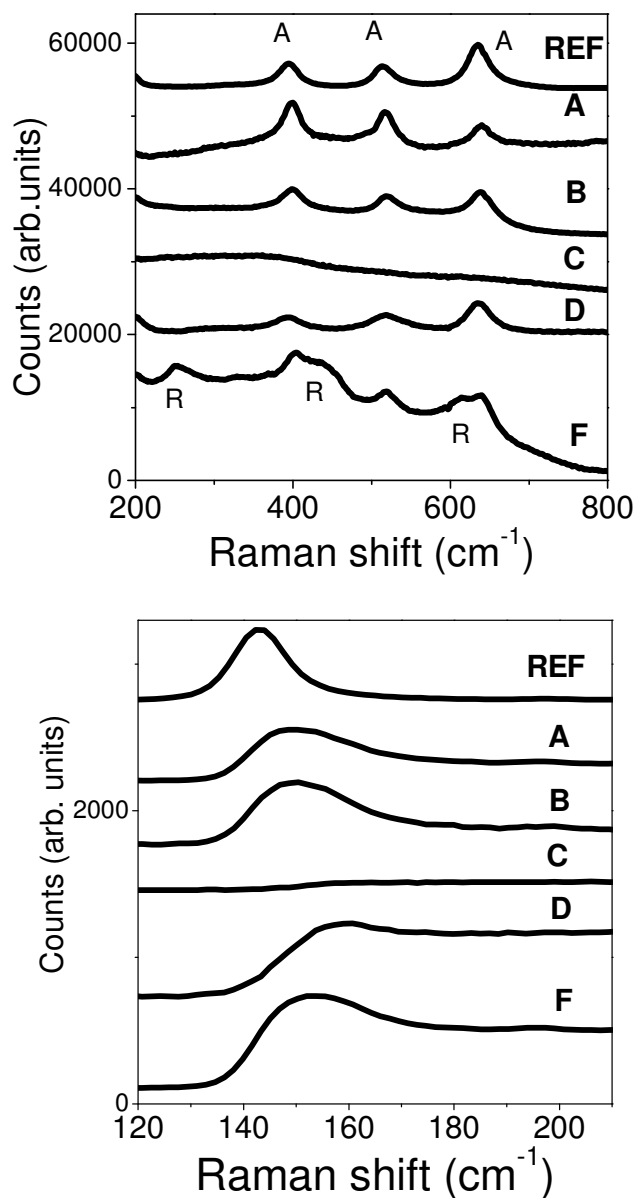 60000
40000
20000
0
Counts (arb.units)
A A A REF
A
B
C
D
R R R F
200 400 600 800
Raman shift (cm⁻¹)
2000
0
Counts (arb. units)
REF
A
B
C
D
F
120 140 160 180 200
Raman shift (cm⁻¹)